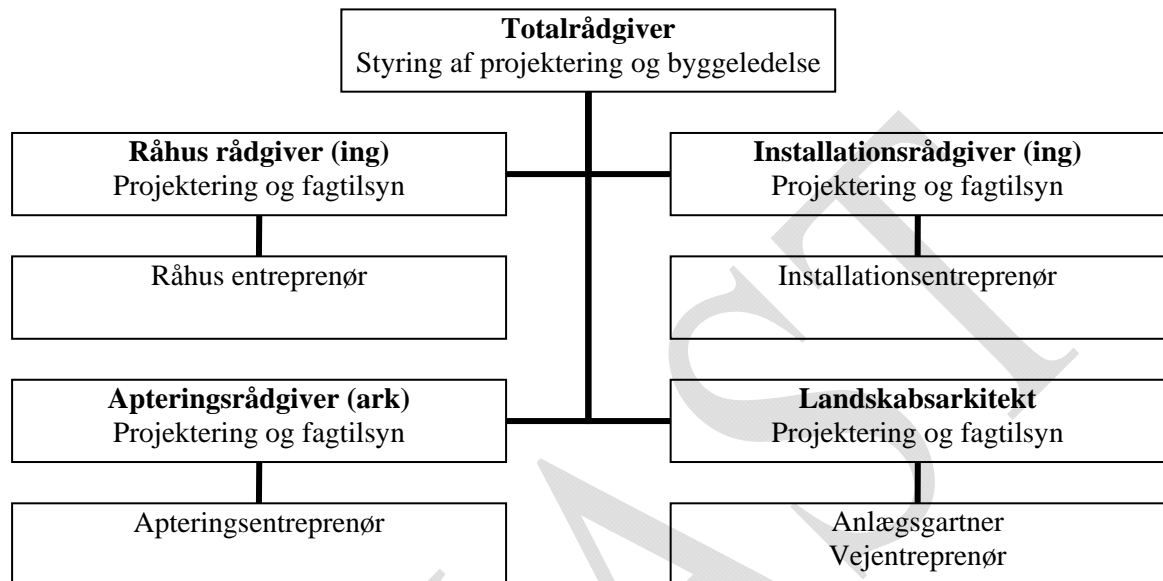 Totalrådgiver
Styring af projektering og byggeledelse
Råhus rådgiver (ing)
Projektering og fagtilsyn
Installationsrådgiver (ing)
Projektering og fagtilsyn
Råhus entreprenør
Installationsentreprenør
Apteringsrådgiver (ark)
Projektering og fagtilsyn
Landskabsarkitekt
Projektering og fagtilsyn
Apteringsentreprenør
Anlægsgartner
Vejentreprenør